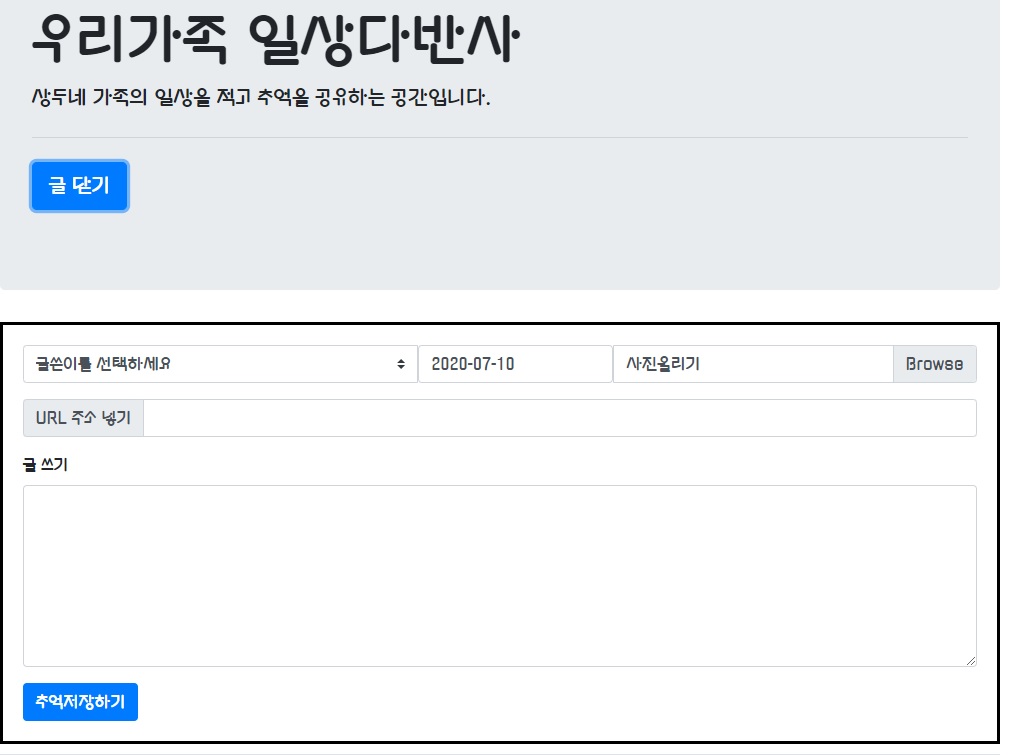 우리가족 일상다반사
상두네 가족의 일상을 적고 추억을 공유하는 공간입니다.
글 닫기
글쓴이를 선택하세요 2020-07-10 사진올리기 Browse
URL 주소 넣기
글 쓰기
추억저장하기